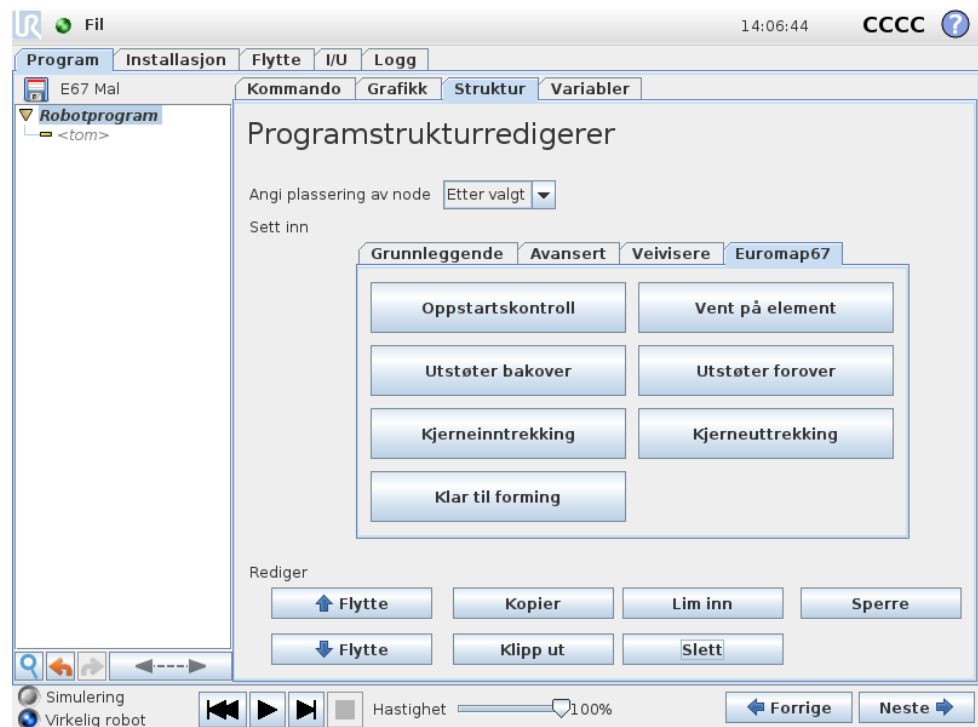 UR Fil 14:06:44 CCCC ?
Program Installasjon Flytte I/U Logg
E67 Mal
Robotprogram
<tom>
Kommando Grafikk Struktur Variabler
Programstrukturredigerer
Angi plassering av node Etter valgt
Sett inn
Grunnleggende Avansert Veivisere Euromap67
Oppstartskontroll Vent på element
Utstøter bakover Utstøter forover
Kjerneinntrekking Kjerneuttrekking
Klar til forming
Rediger
Flytte Kopier Lim inn Sperre
Flytte Klipp ut Slett
Simulering
Virkelig robot
Hastighet 100% Forrige Neste